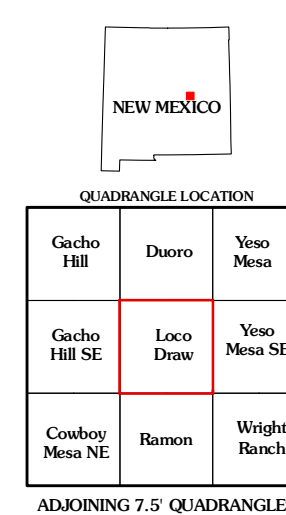 NEW MEXICO
QUADRANGLE LOCATION
Gacho
Hill
Duoro
Yeso
Mesa
Gacho
Hill SE
Loco
Draw
Yeso
Mesa SE
Cowboy
Mesa NE
Ramon
Wright
Ranch
ADJOINING 7.5' QUADRANGLE